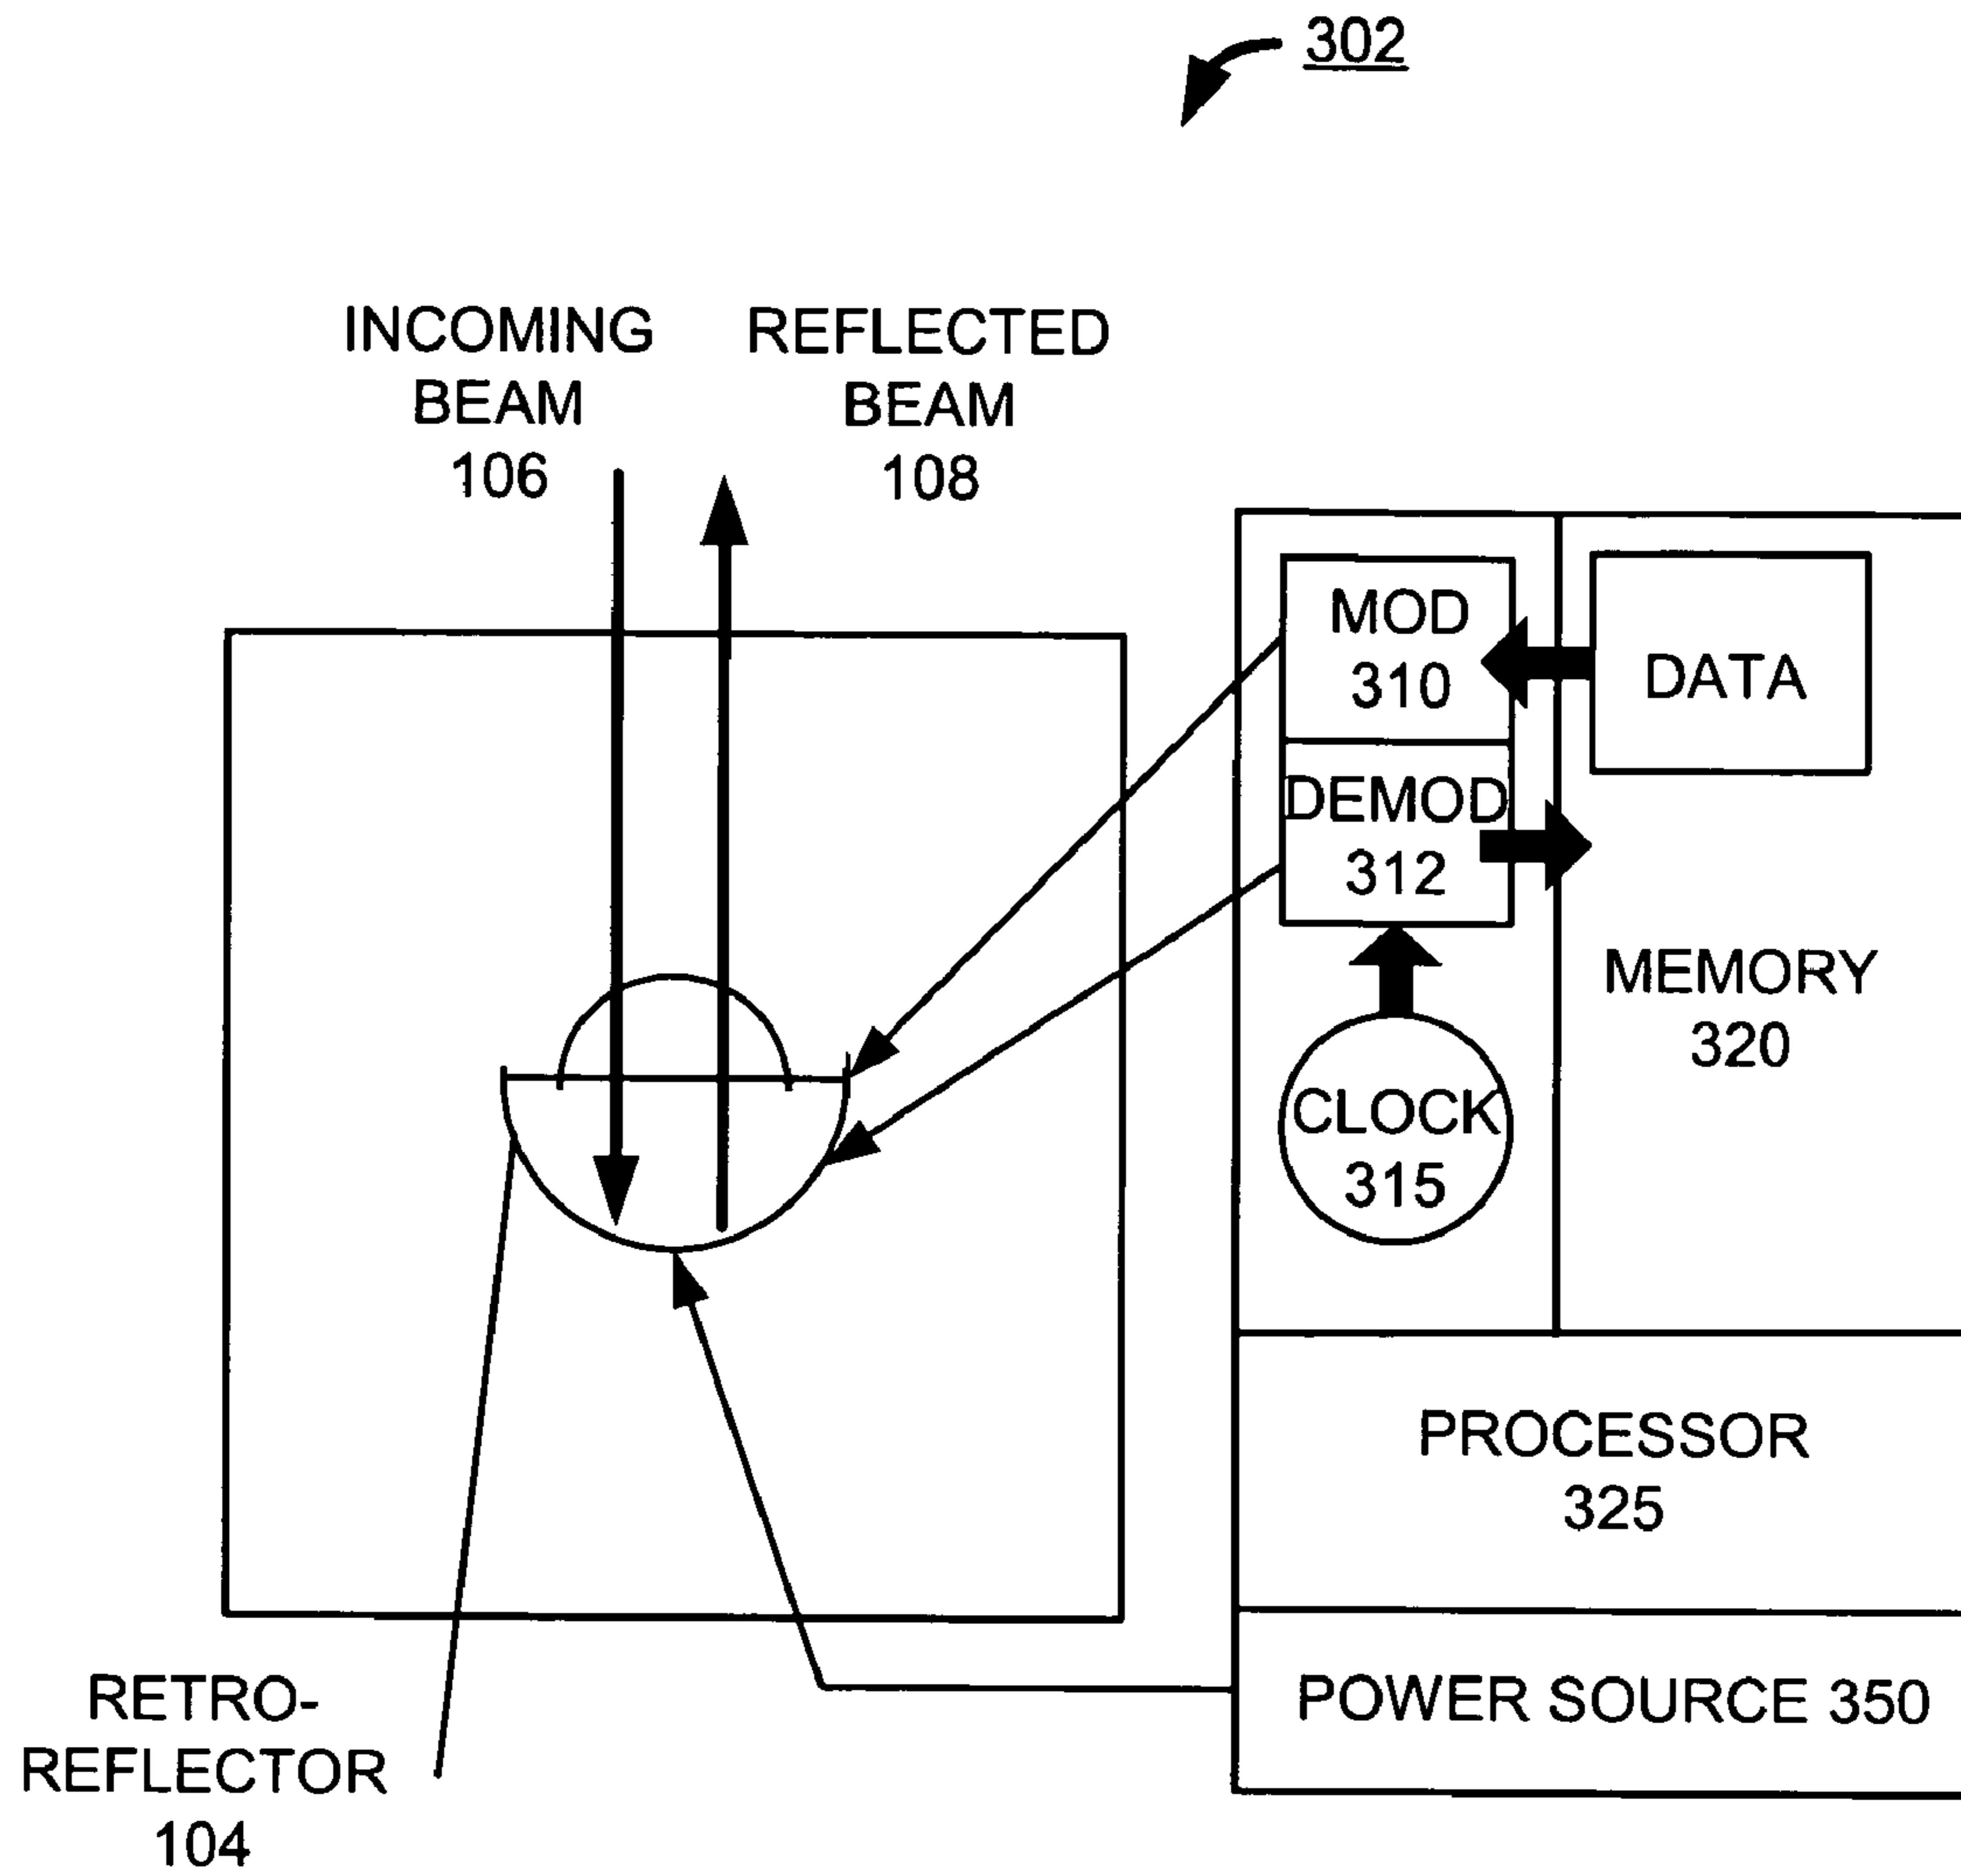 302
INCOMING
BEAM
106
REFLECTED
BEAM
108
MOD
310
DATA
DEMOD
312
MEMORY
320
CLOCK
315
PROCESSOR
325
POWER SOURCE 350
RETRO-
REFLECTOR
104